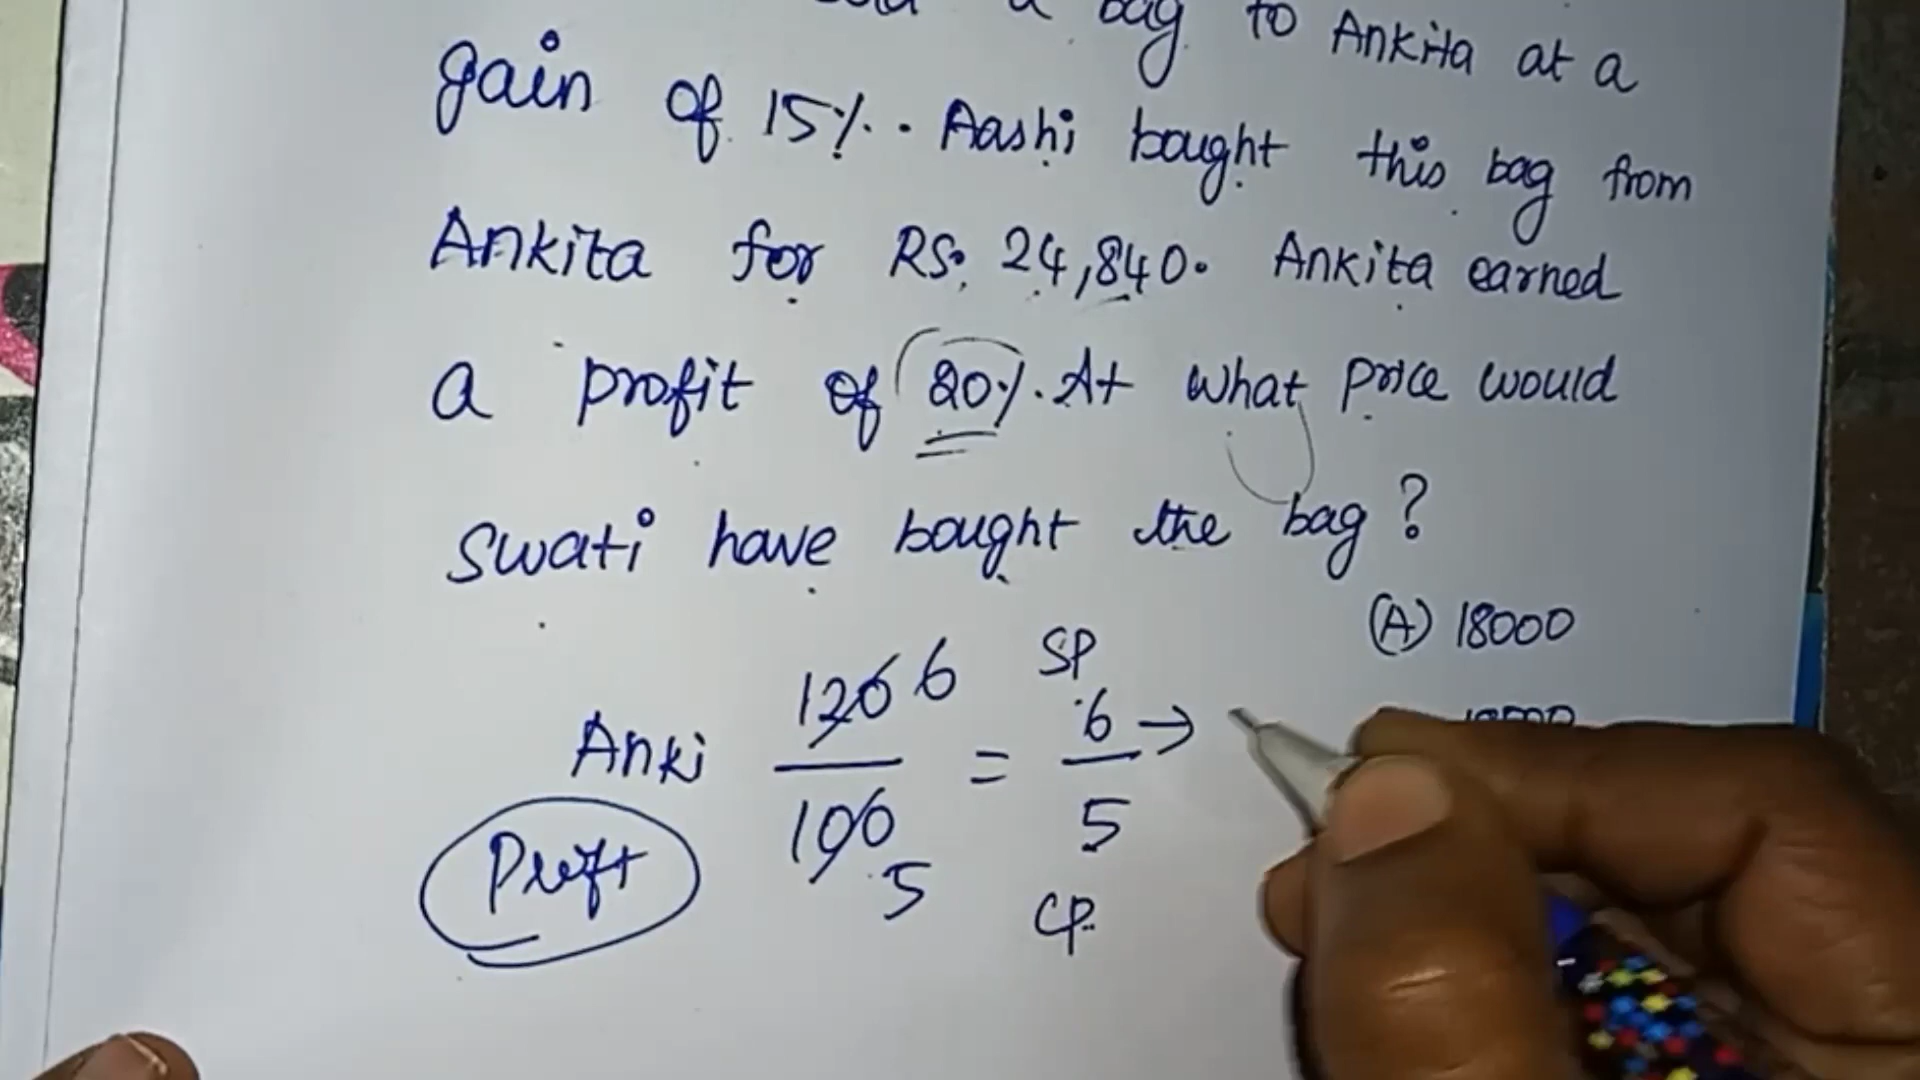 a bag to Ankita at a
gain of 15%. Aashi bought this bag from
Ankita for RS. 24,840. Ankita earned
a profit of 20%. At what price would
Swati have bought the bag?
(A) 18000
SP
120 6 6 →
Anki =
100 5 5
Profit
CP